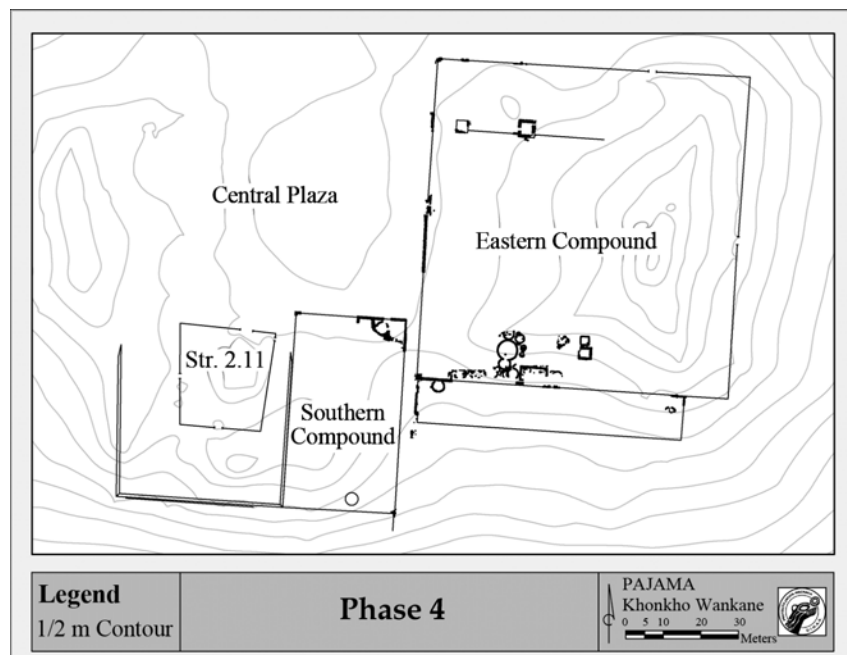 Central Plaza
Eastern Compound
Str. 2.11
Southern
Compound
Legend
1/2 m Contour
Phase 4
PAJAMA
Khonkho Wankane
0 5 10 20 30
Meters